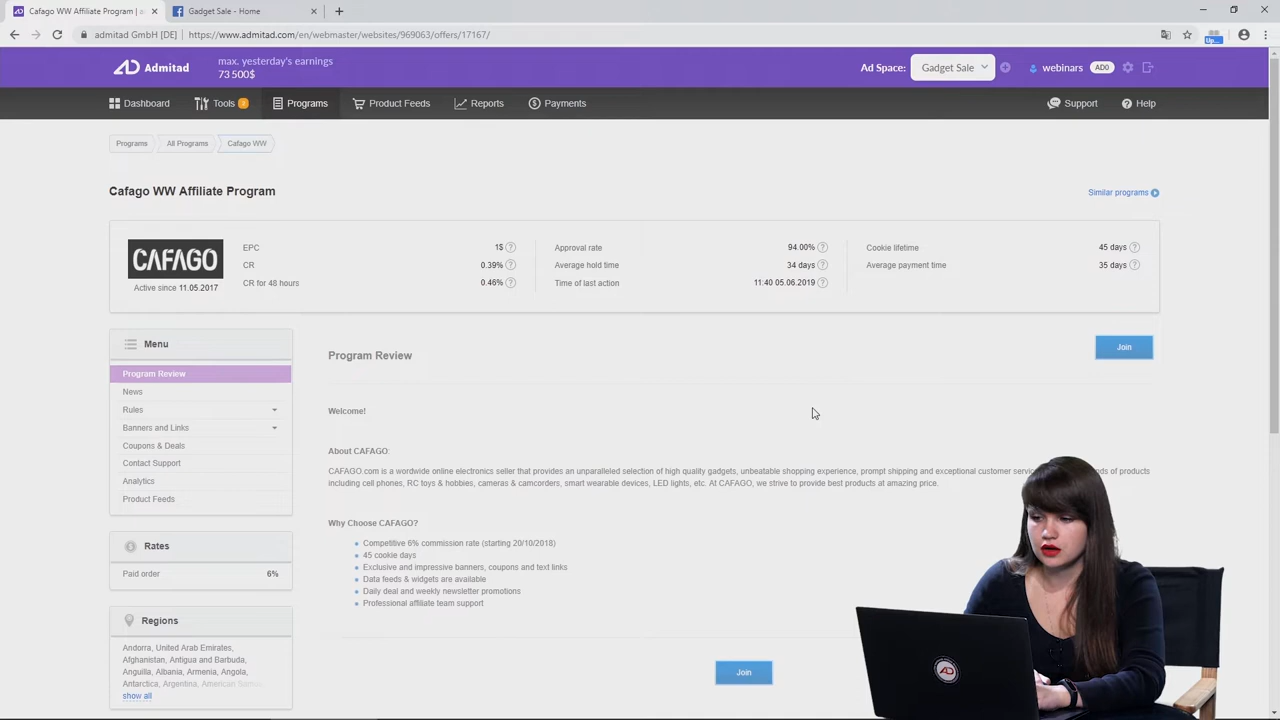 Cafago WW Affiliate Program | a
Gadget Sale - Home
admitad GmbH [DE] | https://www.admitad.com/en/webmaster/websites/969063/offers/17167/
Up...
AD Admitad
max. yesterday's earnings
73 500$
Ad Space:
Gadget Sale
webinars
AD0
Dashboard
Tools
Programs
Product Feeds
Reports
Payments
Support
Help
Programs
All Programs
Cafago WW
Cafago WW Affiliate Program
Similar programs
CAFAGO
Active since 11.05.2017
EPC 1$
CR 0.39%
CR for 48 hours 0.46%
Approval rate 94.00%
Average hold time 34 days
Time of last action 11:40 05.06.2019
Cookie lifetime 45 days
Average payment time 35 days
Menu
Program Review
News
Rules
Banners and Links
Coupons & Deals
Contact Support
Analytics
Product Feeds
Rates
Paid order 6%
Regions
Andorra, United Arab Emirates,
Afghanistan, Antigua and Barbuda,
Anguilla, Albania, Armenia, Angola,
Antarctica, Argentina, American Samoa,
show all
Program Review
Join
Welcome!
About CAFAGO:
CAFAGO.com is a wordwide online electronics seller that provides an unparalleled selection of high quality gadgets, unbeatable shopping experience, prompt shipping and exceptional customer servic nds of products
including cell phones, RC toys & hobbies, cameras & camcorders, smart wearable devices, LED lights, etc. At CAFAGO, we strive to provide best products at amazing price.
Why Choose CAFAGO?
Competitive 6% commission rate (starting 20/10/2018)
45 cookie days
Exclusive and impressive banners, coupons and text links
Data feeds & widgets are available
Daily deal and weekly newsletter promotions
Professional affiliate team support
Join
AD